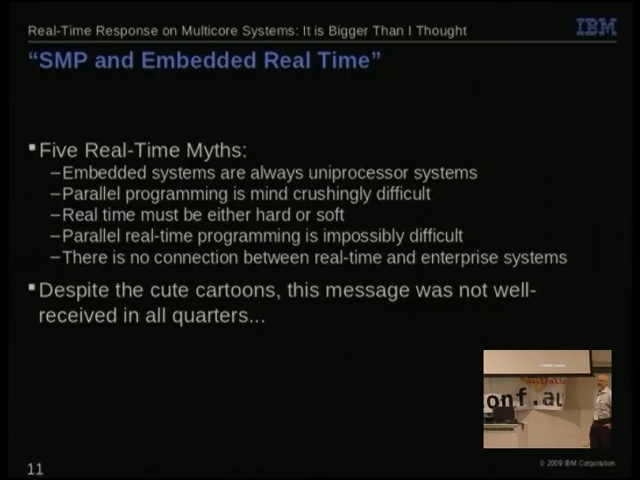 Real-Time Response on Multicore Systems: It is Bigger Than I Thought
IBM
“SMP and Embedded Real Time”
▪Five Real-Time Myths:
–Embedded systems are always uniprocessor systems
–Parallel programming is mind crushingly difficult
–Real time must be either hard or soft
–Parallel real-time programming is impossibly difficult
–There is no connection between real-time and enterprise systems
▪Despite the cute cartoons, this message was not well-
received in all quarters...
onf.au
11
© 2009 IBM Corporation